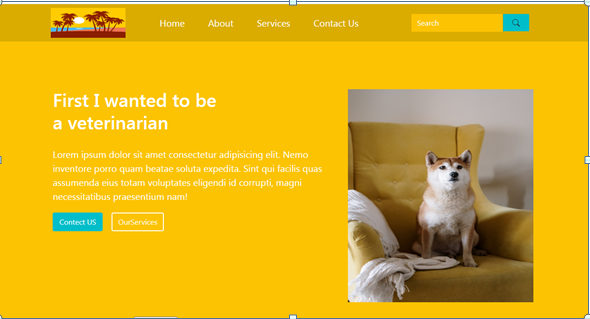 Home About Services Contact Us Search
First I wanted to be
a veterinarian
Lorem ipsum dolor sit amet consectetur adipisicing elit. Nemo
inventore porro quam beatae soluta expedita. Sint qui facilis quas
assumenda eius totam voluptates eligendi id corrupti, magni
necessitatibus praesentium nam!
Contact US OurServices